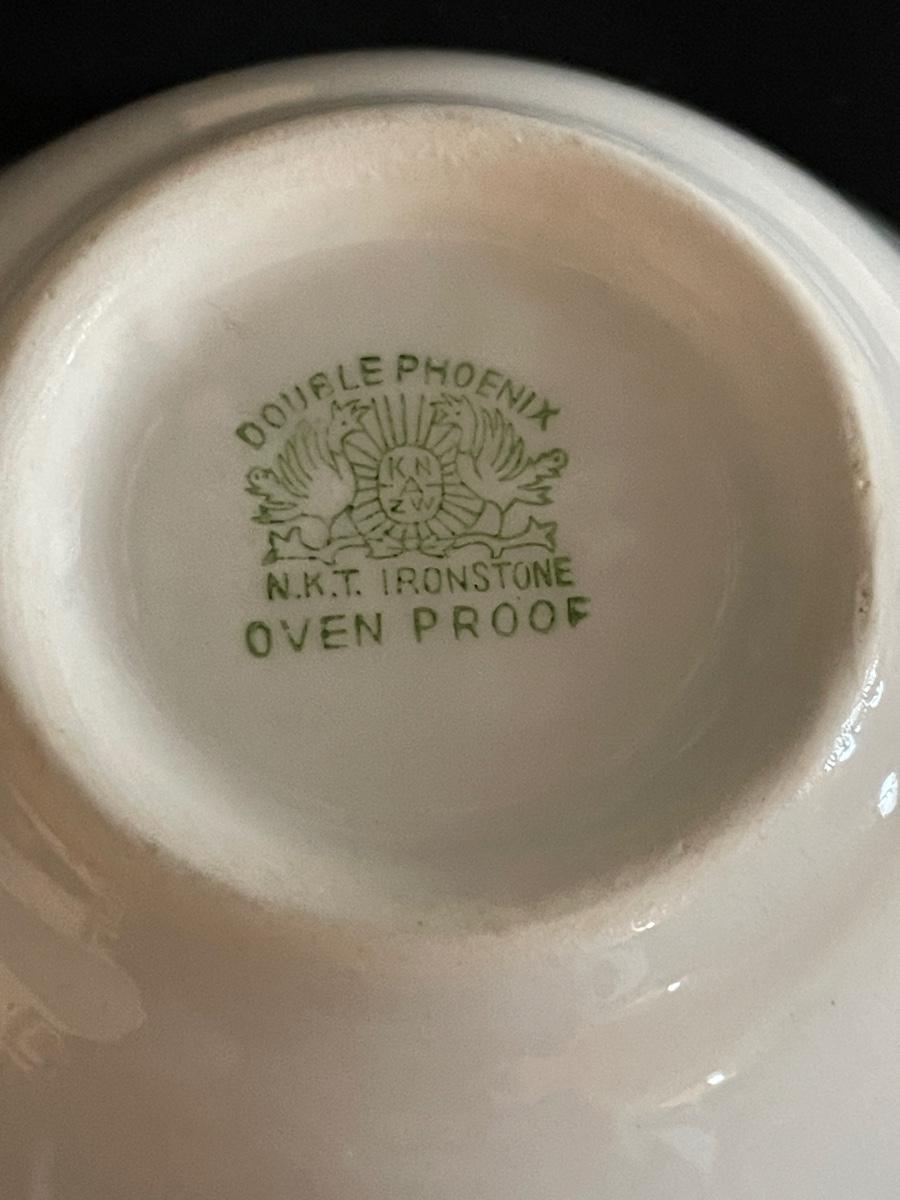 DOUBLE PHOENIX
KN
A
ZW
N.K.T. IRONSTONE
OVEN PROOF